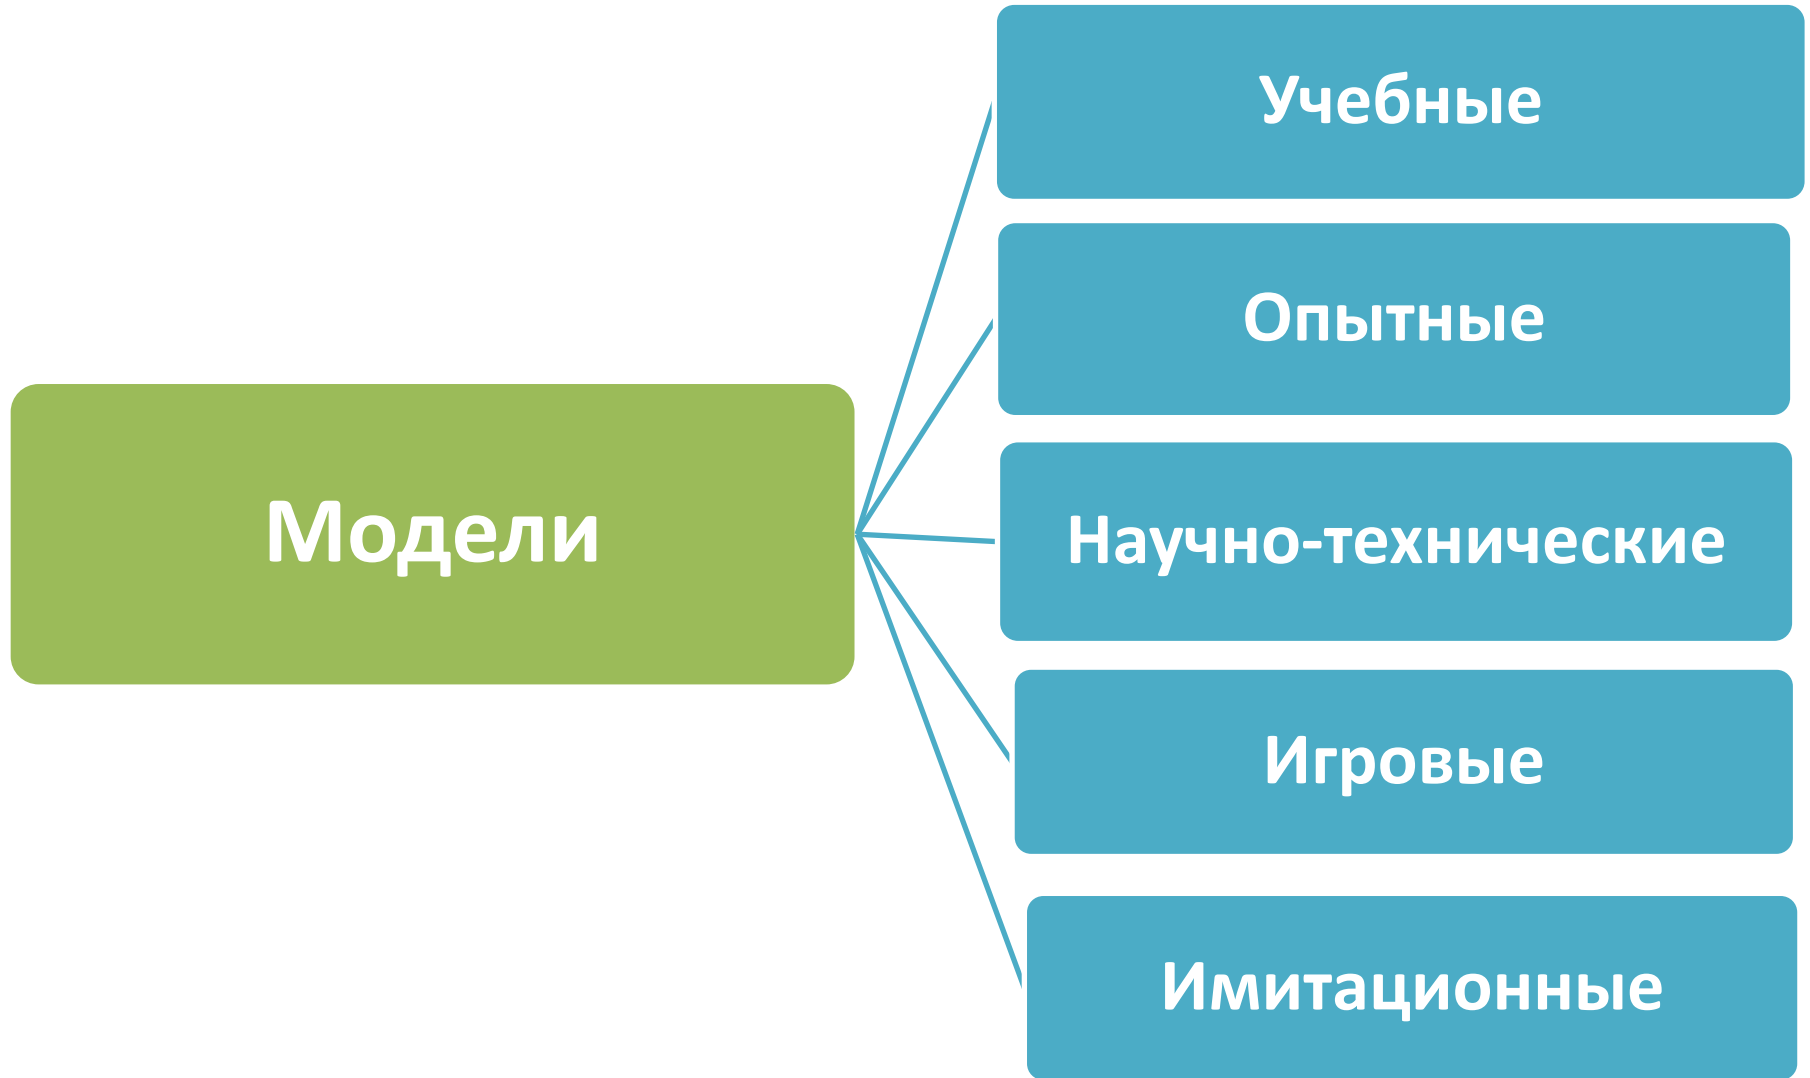 Модели
Учебные
Опытные
Научно-технические
Игровые
Имитационные